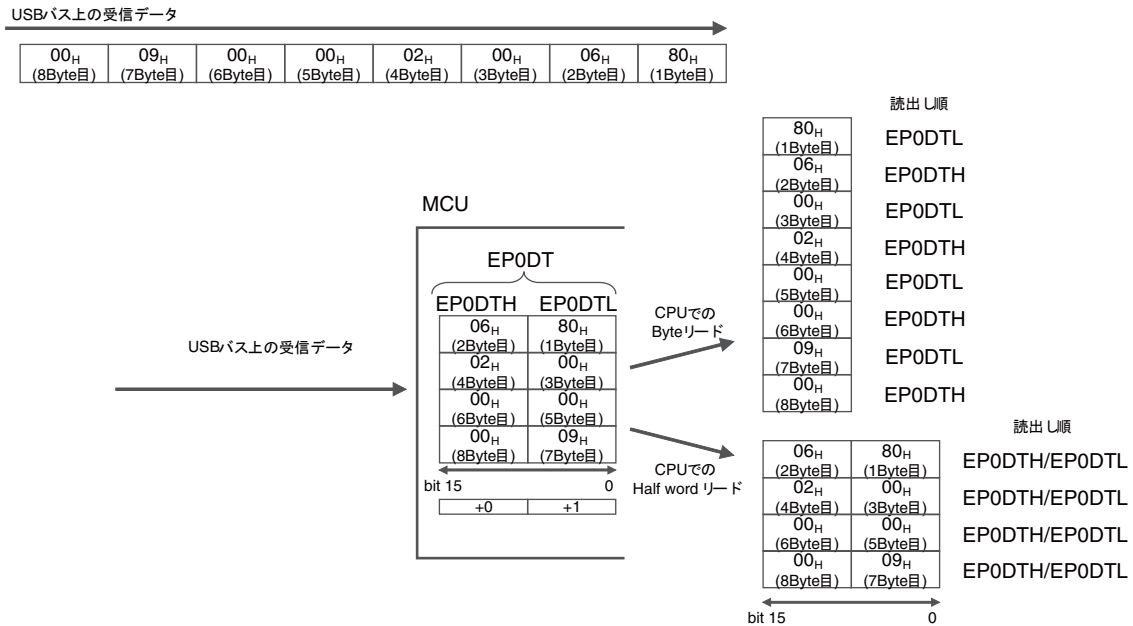 USBバス上の受信データ
00H 09H 00H 00H 02H 00H 06H 80H
(8Byte目) (7Byte目) (6Byte目) (5Byte目) (4Byte目) (3Byte目) (2Byte目) (1Byte目)
読出し順
80H
(1Byte目)
EP0DTL
06H
(2Byte目)
EP0DTH
00H
(3Byte目)
EP0DTL
02H
(4Byte目)
EP0DTH
00H
(5Byte目)
EP0DTL
00H
(6Byte目)
EP0DTH
09H
(7Byte目)
EP0DTL
00H
(8Byte目)
EP0DTH
MCU
EP0DT
EP0DTH EP0DTL
06H 80H
(2Byte目) (1Byte目)
02H 00H
(4Byte目) (3Byte目)
00H 00H
(6Byte目) (5Byte目)
00H 09H
(8Byte目) (7Byte目)
bit 15 0
+0 +1
USBバス上の受信データ
CPUでの
Byteリード
CPUでの
Half word リード
読出し順
06H 80H
(2Byte目) (1Byte目)
EP0DTH/EP0DTL
02H 00H
(4Byte目) (3Byte目)
EP0DTH/EP0DTL
00H 00H
(6Byte目) (5Byte目)
EP0DTH/EP0DTL
00H 09H
(8Byte目) (7Byte目)
EP0DTH/EP0DTL
bit 15 0